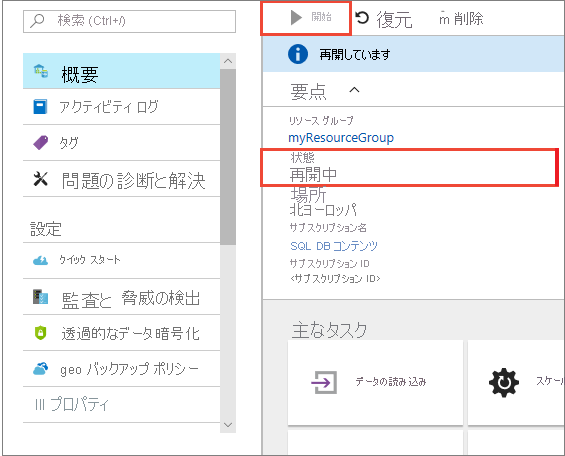 検索 (Ctrl+/)
概要
アクティビティ ログ
タグ
問題の診断と解決
設定
クイック スタート
監査と 脅威の検出
透過的なデータ暗号化
geo バックアップ ポリシー
プロパティ
開始 復元 削除
再開しています
要点
リソース グループ
myResourceGroup
状態
再開中
場所
北ヨーロッパ
サブスクリプション名
SQL DB コンテンツ
サブスクリプション ID
<サブスクリプション ID>
主なタスク
データの読み込み
スケー